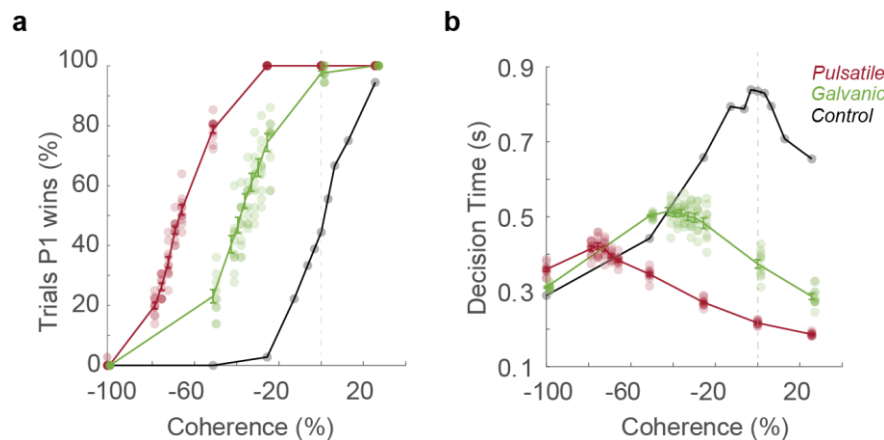 a
Trials P1 wins (%)
100
80
60
40
20
0
-100
-60
-20
20
Coherence (%)
b
Decision Time (s)
0.9
0.7
0.5
0.3
0.1
-100
-60
-20
20
Coherence (%)
Pulsatile
Galvanic
Control